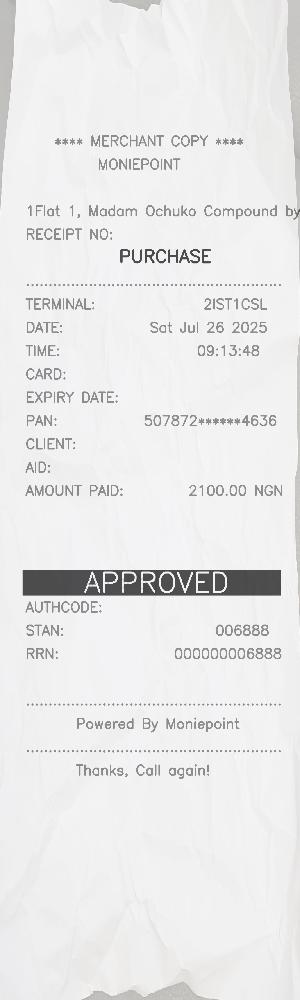 **** MERCHANT COPY ****
MONIEPOINT
1Flat 1, Madam Ochuko Compound by
RECEIPT NO:
PURCHASE
TERMINAL: 2IST1CSL
DATE: Sat Jul 26 2025
TIME: 09:13:48
CARD:
EXPIRY DATE:
PAN: 507872******4636
CLIENT:
AID:
AMOUNT PAID: 2100.00 NGN
APPROVED
AUTHCODE:
STAN: 006888
RRN: 000000006888
Powered By Moniepoint
Thanks, Call again!